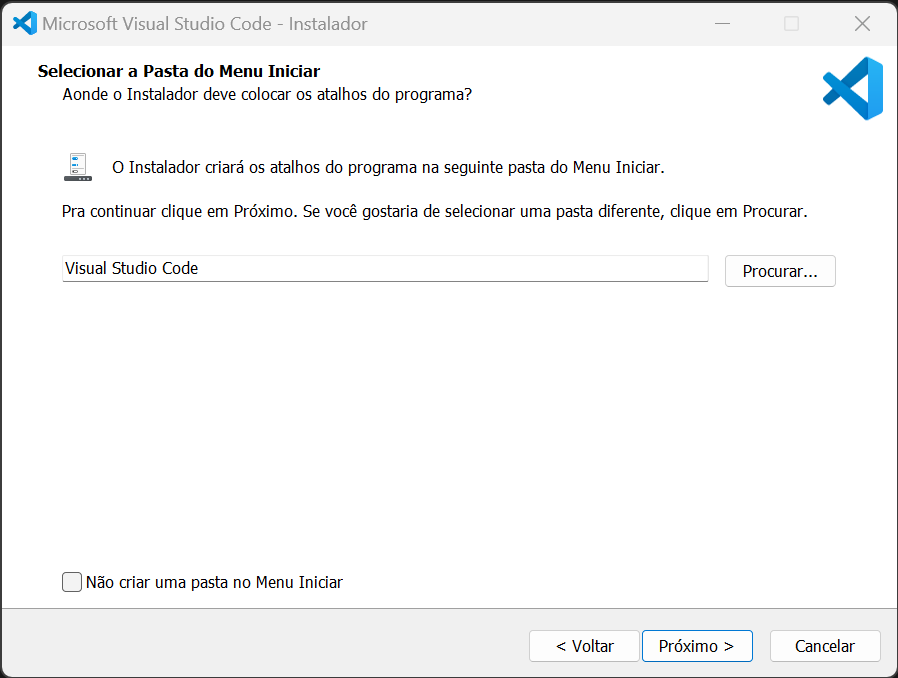 Microsoft Visual Studio Code - Instalador
Selecionar a Pasta do Menu Iniciar
Aonde o Instalador deve colocar os atalhos do programa?
O Instalador criará os atalhos do programa na seguinte pasta do Menu Iniciar.
Pra continuar clique em Próximo. Se você gostaria de selecionar uma pasta diferente, clique em Procurar.
Visual Studio Code
Procurar...
Não criar uma pasta no Menu Iniciar
< Voltar
Próximo >
Cancelar